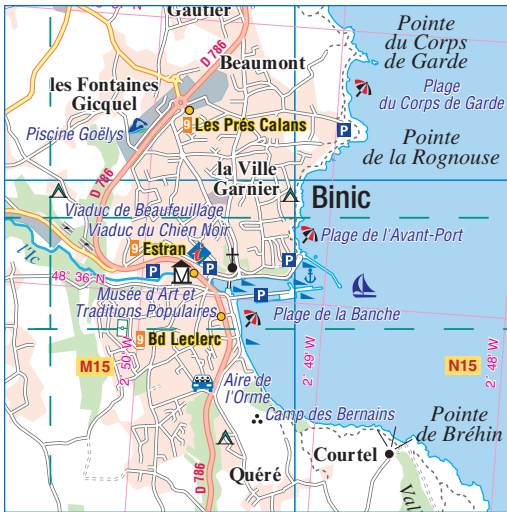 Gautier
D 786
Beaumont
Pointe
du Corps
de Garde
les Fontaines
Gicquel
Plage
du Corps de Garde
Piscine Goëlys
9 Les Prés Calans
P
Pointe
de la Rognouse
D 786
la Ville
Garnier
Binic
Viaduc de Beaufeuillage
Viaduc du Chien Noir
Plage de l'Avant-Port
9 Estran
i
l'Ic
P
P
P
P
48° 36' N
Musée d'Art et
Traditions Populaires
Plage de la Banche
9 Bd Leclerc
M15
2° 50' W
2° 49' W
2° 48' W
N15
Aire de
l'Orme
Camp des Bernains
Pointe
de Bréhin
Courtel
D 786
Quéré
Val